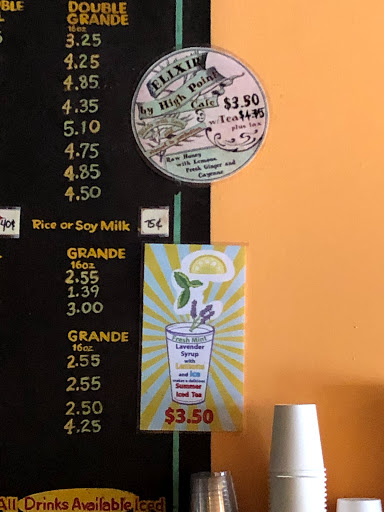 DOUBLE
GRANDE
16oz
3.25
4.25
4.85
4.35
5.10
4.75
4.85
4.50
40¢
Rice or Soy Milk 75¢
GRANDE
16oz
2.55
1.39
3.00
GRANDE
16oz
2.55
2.55
2.50
4.25
All Drinks Available Iced
ELIXIR
by High Point
Cafe
$3.50
w/Tea $4.75
plus tax
Raw Honey
with Lemons
Fresh Ginger and
Cayenne
Fresh Mint
Lavender
Syrup
with
Lemons
and Ice
makes a delicious
Summer
Iced Tea
$3.50